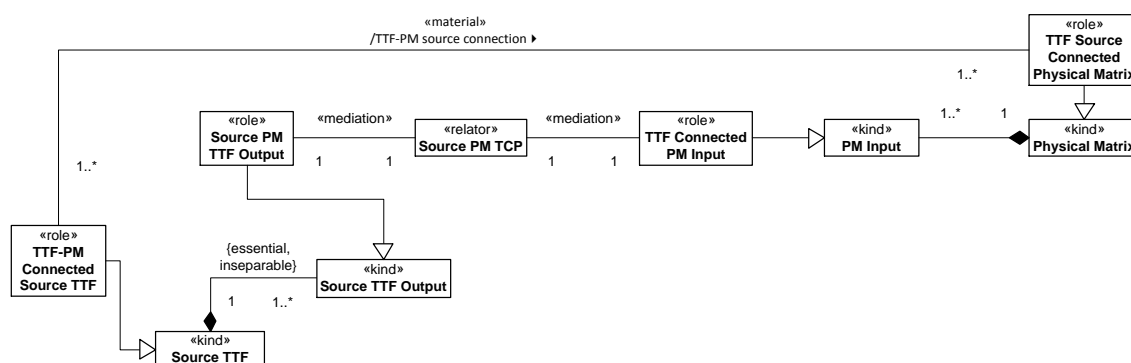 «material»
/TTF-PM source connection
«role»
TTF Source
Connected
Physical Matrix
1..*
«role»
Source PM
TTF Output
«mediation»
1
1
«relator»
Source PM TCP
«mediation»
1
1
«role»
TTF Connected
PM Input
«kind»
PM Input
1..*
1
«kind»
Physical Matrix
1..*
«role»
TTF-PM
Connected
Source TTF
{essential,
inseparable}
1
1..*
«kind»
Source TTF Output
«kind»
Source TTF